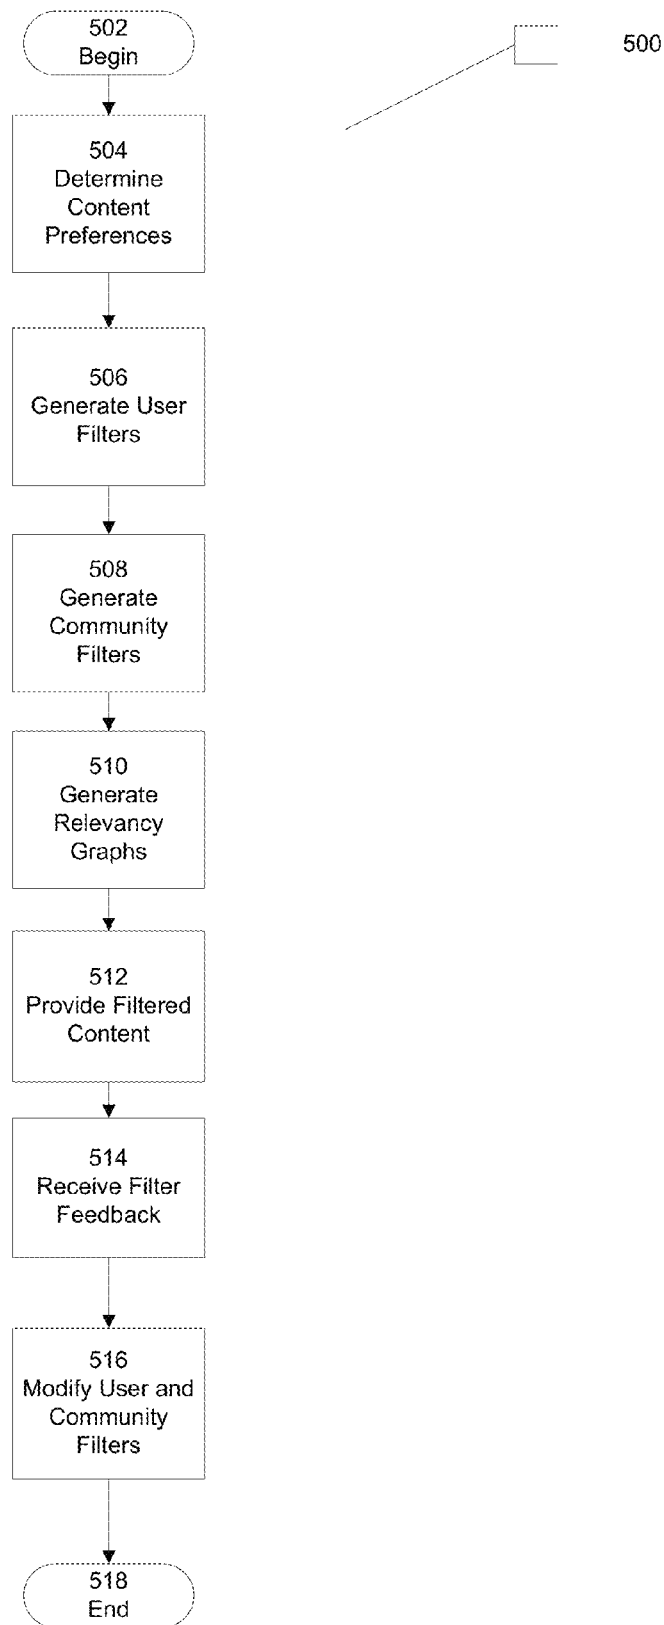 502
Begin
500
504
Determine
Content
Preferences
506
Generate User
Filters
508
Generate
Community
Filters
510
Generate
Relevancy
Graphs
512
Provide Filtered
Content
514
Receive Filter
Feedback
516
Modify User and
Community
Filters
518
End